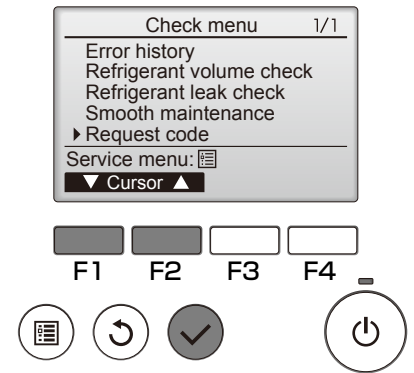 Check menu 1/1
Error history
Refrigerant volume check
Refrigerant leak check
Smooth maintenance
Request code
Service menu:
▼ Cursor ▲
F1 F2 F3 F4